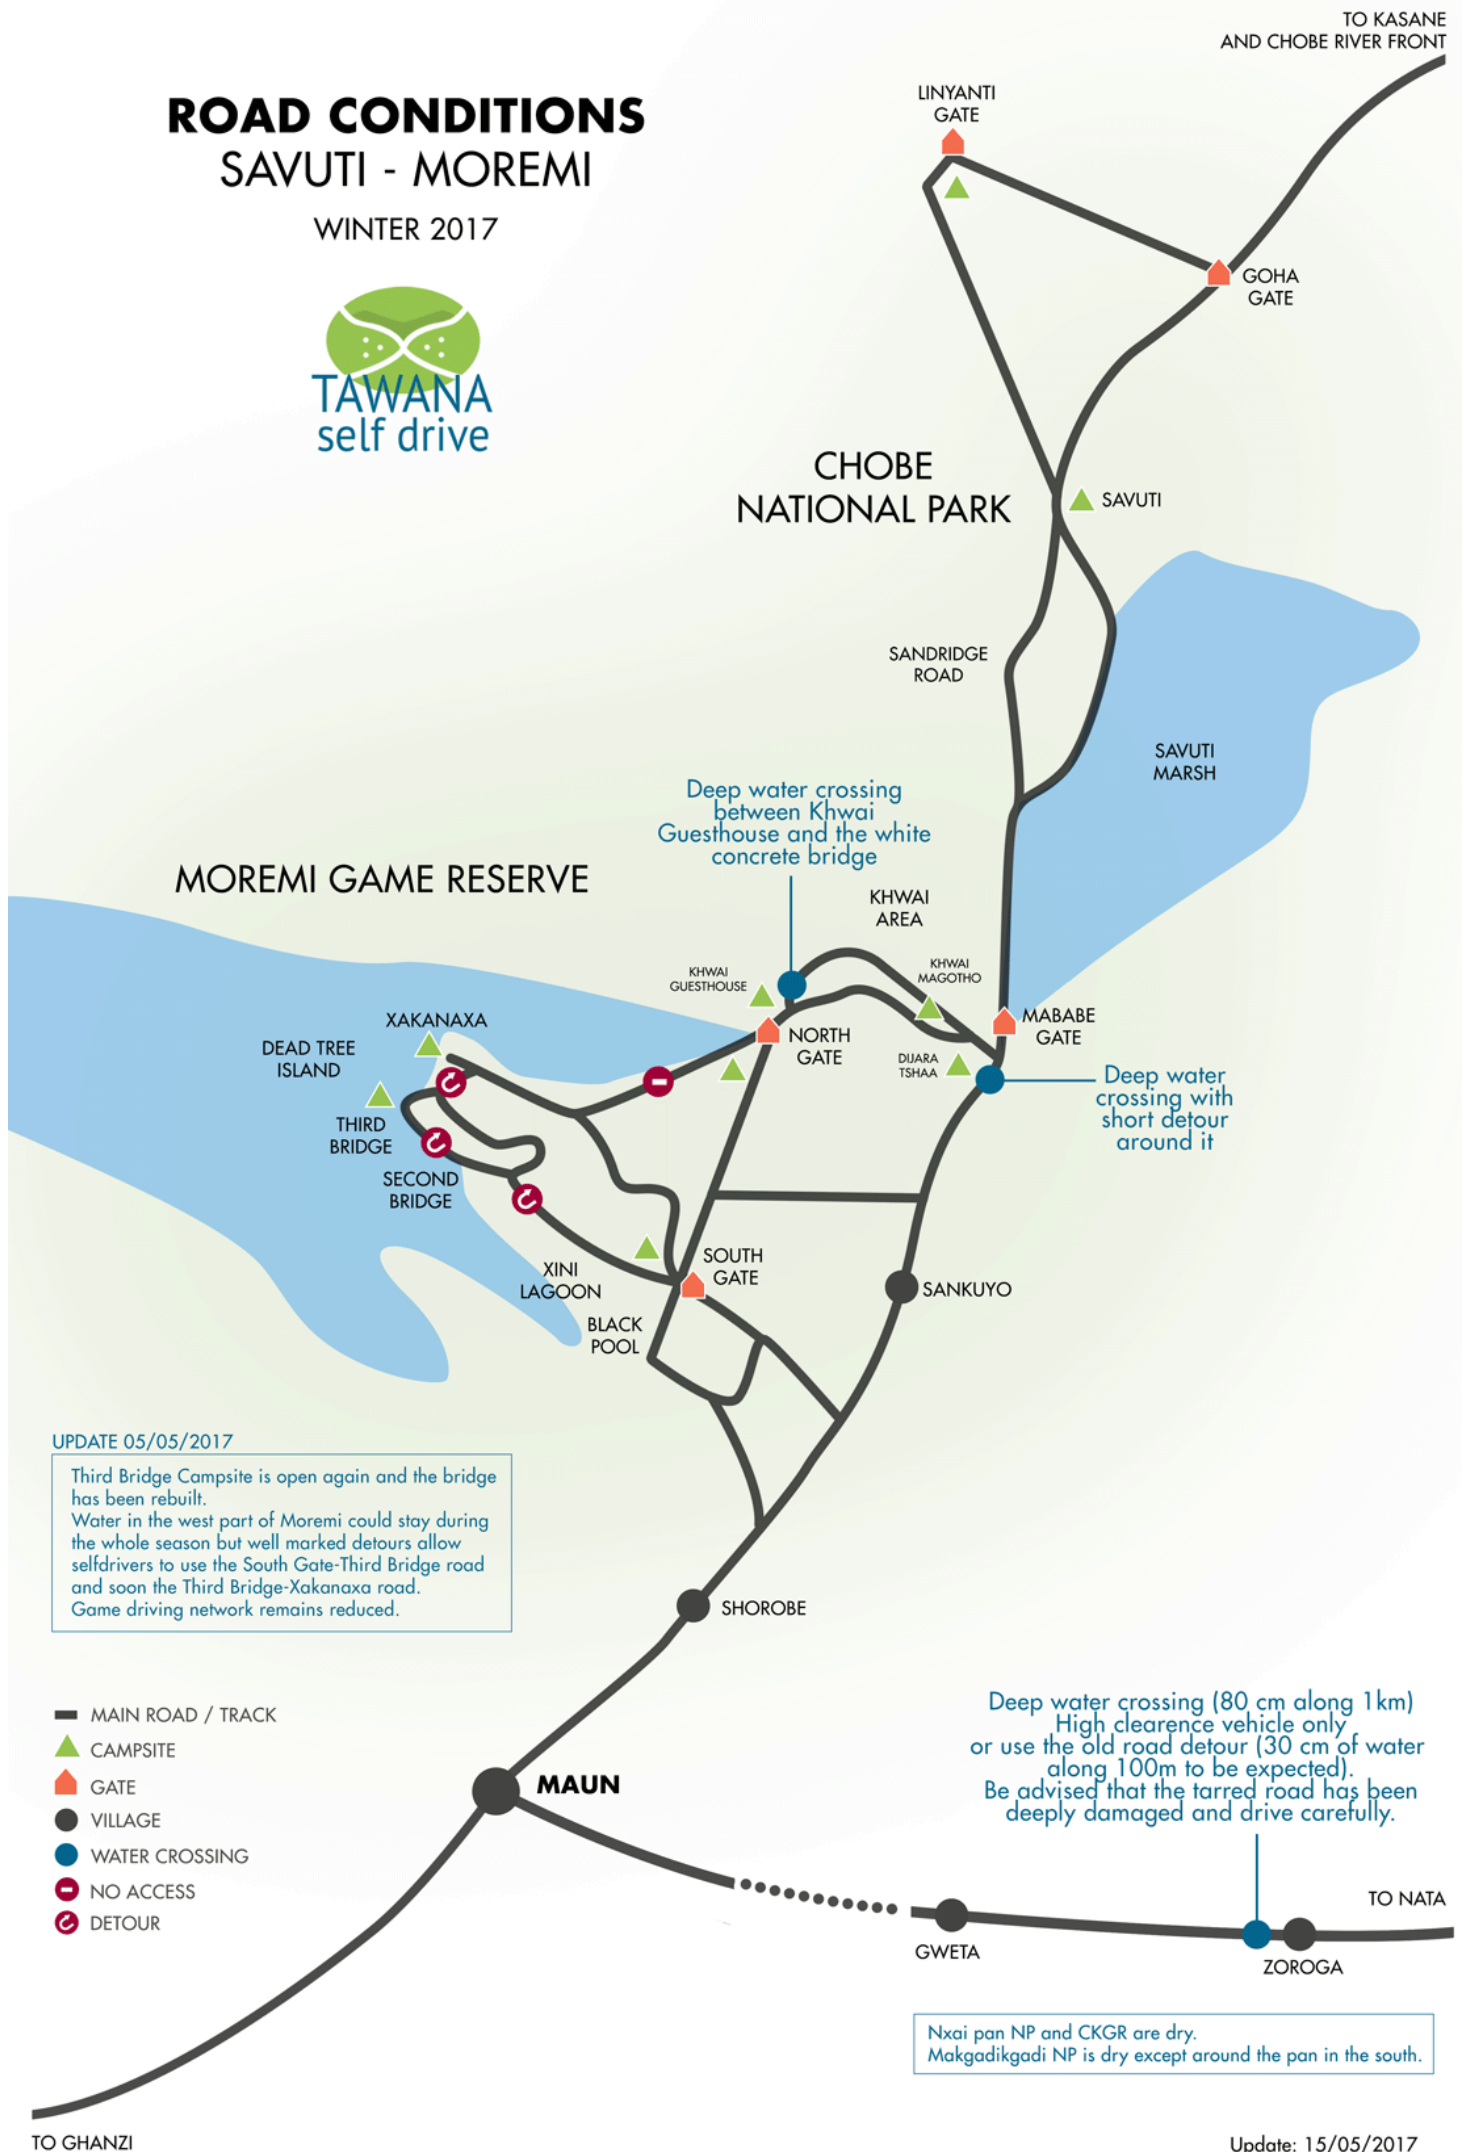 TO KASANE
AND CHOBE RIVER FRONT
LINYANTI
GATE
ROAD CONDITIONS
SAVUTI - MOREMI
WINTER 2017
GOHA
GATE
TAWANA
self drive
CHOBE
NATIONAL PARK
SAVUTI
SANDRIDGE
ROAD
SAVUTI
MARSH
Deep water crossing
between Khwai
Guesthouse and the white
concrete bridge
MOREMI GAME RESERVE
KHWAI
AREA
KHWAI
GUESTHOUSE
KHWAI
MAGOTHO
XAKANAXA
MABABE
GATE
NORTH
GATE
DEAD TREE
ISLAND
DIJARA
TSHAA
Deep water
crossing with
short detour
around it
THIRD
BRIDGE
SECOND
BRIDGE
SOUTH
GATE
XINI
LAGOON
SANKUYO
BLACK
POOL
UPDATE 05/05/2017
Third Bridge Campsite is open again and the bridge
has been rebuilt.
Water in the west part of Moremi could stay during
the whole season but well marked detours allow
selfdrivers to use the South Gate-Third Bridge road
and soon the Third Bridge-Xakanaxa road.
Game driving network remains reduced.
SHOROBE
MAIN ROAD / TRACK
CAMPSITE
GATE
VILLAGE
WATER CROSSING
NO ACCESS
DETOUR
MAUN
Deep water crossing (80 cm along 1km)
High clearence vehicle only
or use the old road detour (30 cm of water
along 100m to be expected).
Be advised that the tarred road has been
deeply damaged and drive carefully.
TO NATA
GWETA
ZOROGA
Nxai pan NP and CKGR are dry.
Makgadikgadi NP is dry except around the pan in the south.
TO GHANZI
Update: 15/05/2017